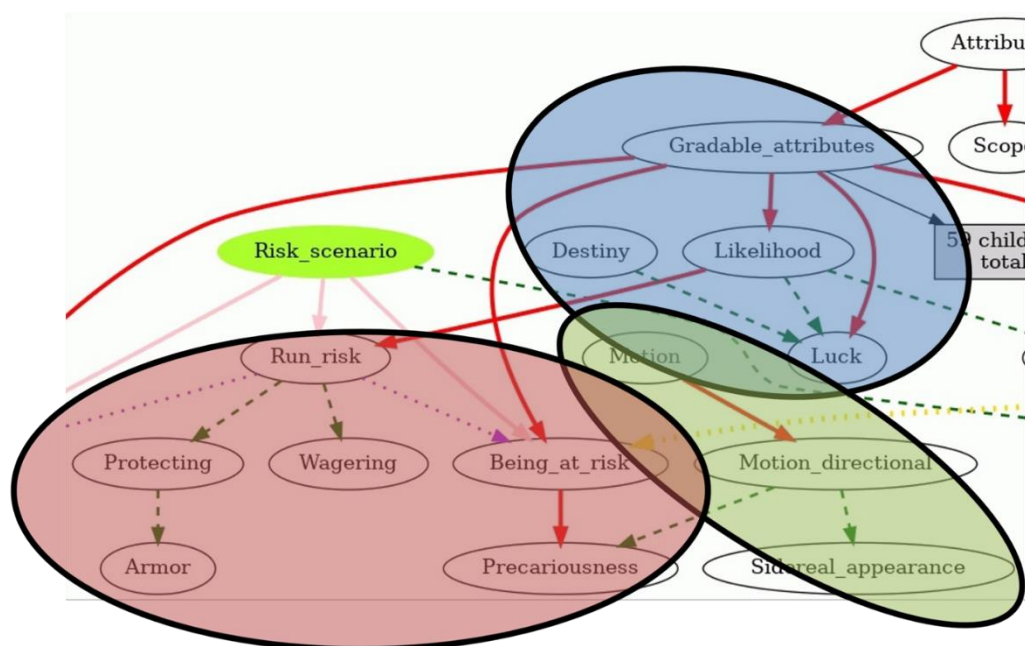 Attribu
Gradable_attributes
Scope
Risk_scenario
Destiny
Likelihood
59 child
total
Run_risk
Motion
Luck
Protecting
Wagering
Being_at_risk
Motion_directional
Armor
Precariousness
Sidereal_appearance